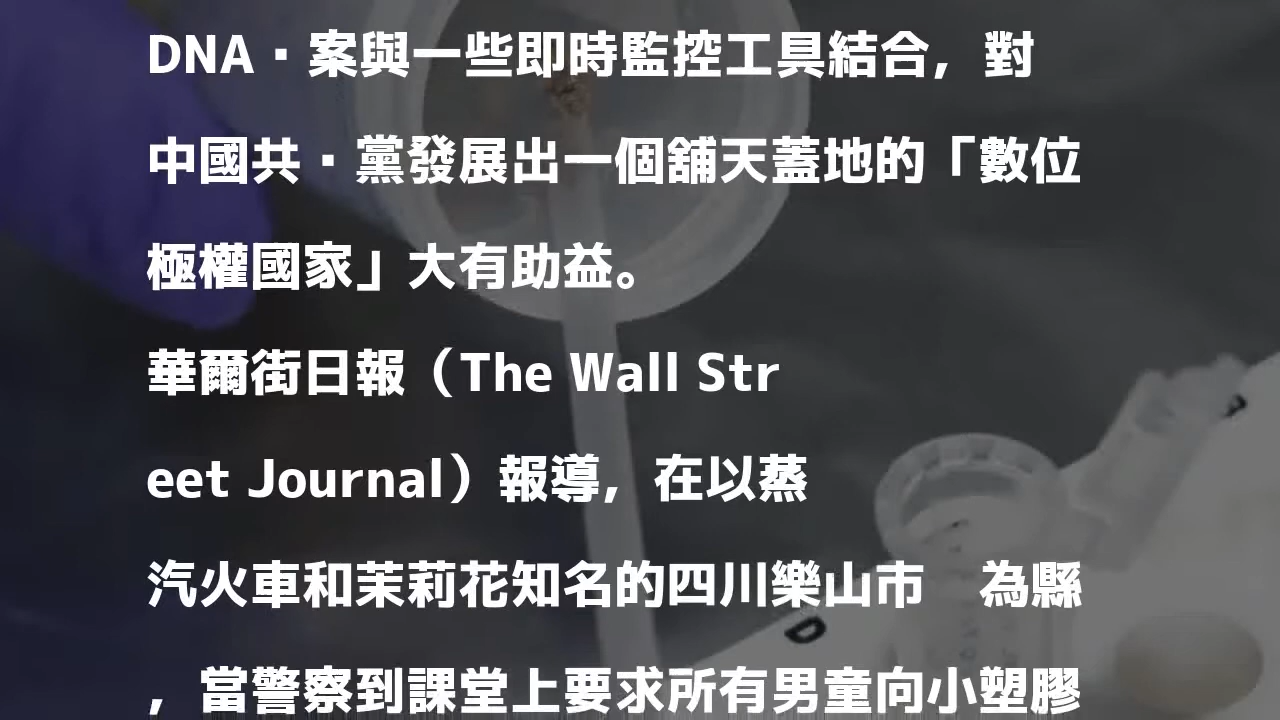 DNA·案與一些即時監控工具結合，對
中國共·黨發展出一個舖天蓋地的「數位
極權國家」大有助益。
華爾街日報（The Wall Str
eet Journal）報導，在以蒸
汽火車和茉莉花知名的四川樂山市　為縣
，當警察到課堂上要求所有男童向小塑膠
D